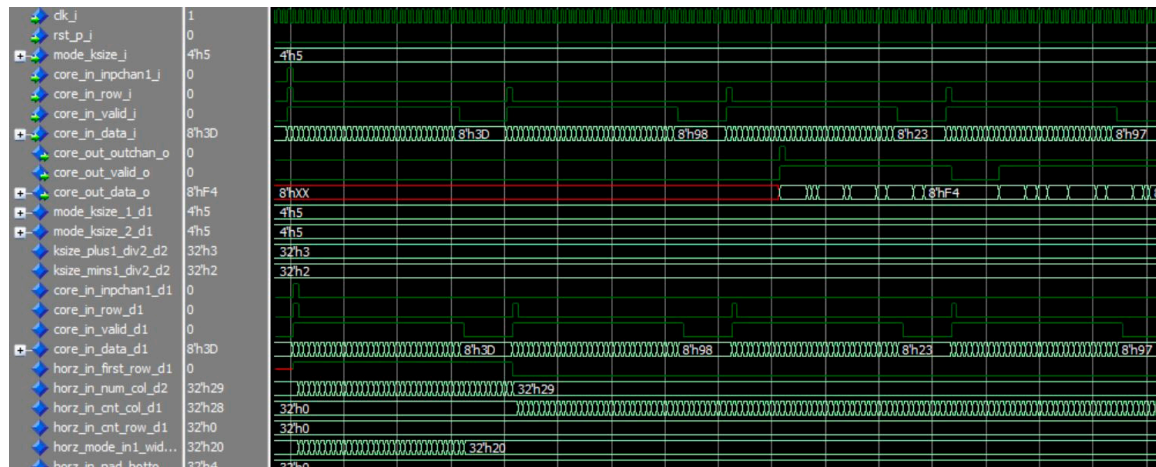 clk_i 1
rst_p_i 0
mode_ksize_i 4'h5 4'h5
core_in_inpchan1_i 0
core_in_row_i 0
core_in_valid_i 0
core_in_data_i 8'h3D 8'h3D 8'h98 8'h23 8'h97
core_out_outchan_o 0
core_out_valid_o 0
core_out_data_o 8'hF4 8'hXX 8'hF4
mode_ksize_1_d1 4'h5 4'h5
mode_ksize_2_d1 4'h5 4'h5
ksize_plus1_div2_d2 32'h3 32'h3
ksize_mins1_div2_d2 32'h2 32'h2
core_in_inpchan1_d1 0
core_in_row_d1 0
core_in_valid_d1 0
core_in_data_d1 8'h3D 8'h3D 8'h98 8'h23 8'h97
horz_in_first_row_d1 0
horz_in_num_col_d2 32'h29 32'h29
horz_in_cnt_col_d1 32'h28 32'h0
horz_in_cnt_row_d1 32'h0 32'h0
horz_mode_in1_wid... 32'h20 32'h20